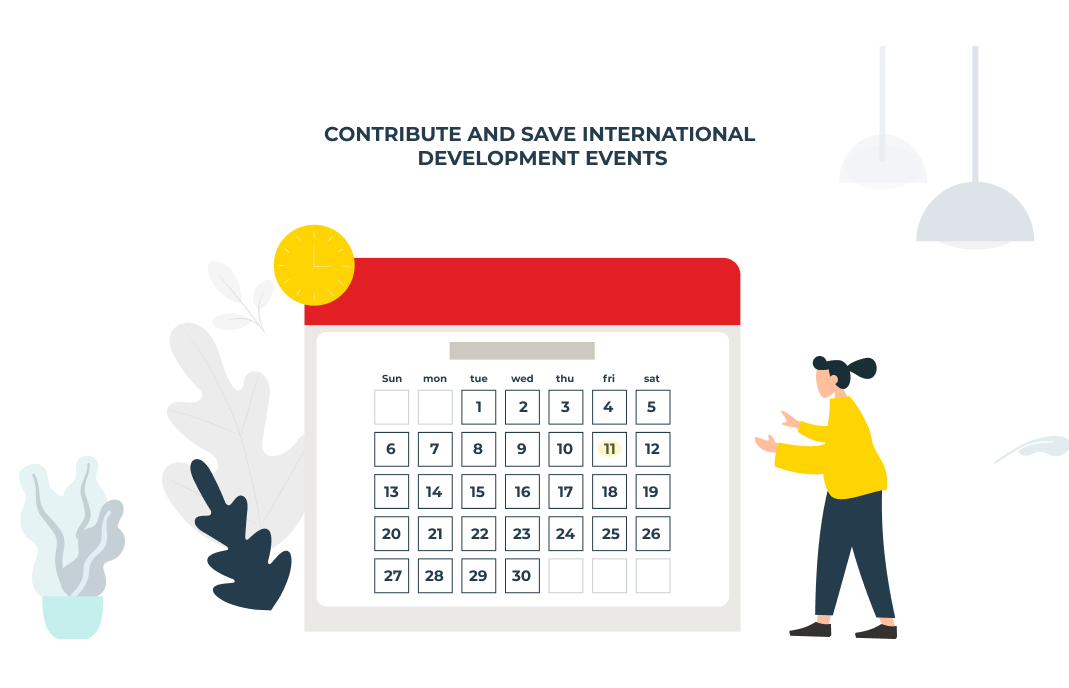 CONTRIBUTE AND SAVE INTERNATIONAL
DEVELOPMENT EVENTS
Sun mon tue wed thu fri sat
1 2 3 4 5
6 7 8 9 10 11 12
13 14 15 16 17 18 19
20 21 22 23 24 25 26
27 28 29 30